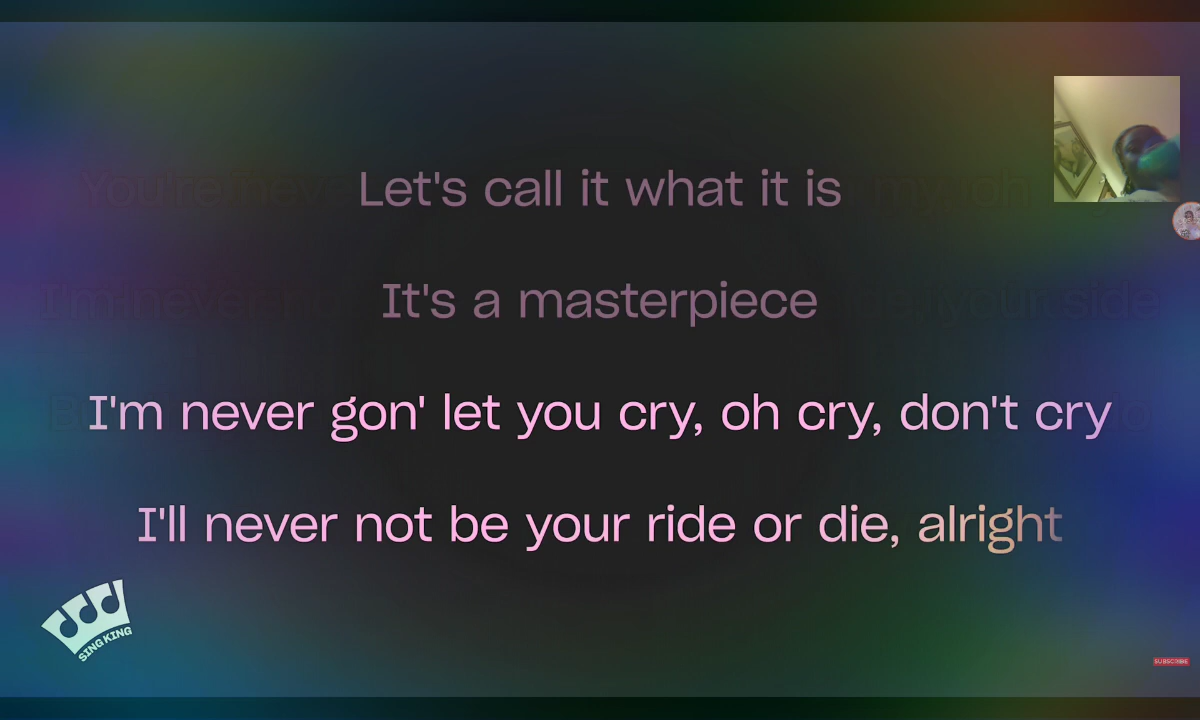 Let's call it what it is
It's a masterpiece
I'm never gon' let you cry, oh cry, don't cry
I'll never not be your ride or die, alright
SING KING
SUBSCRIBE